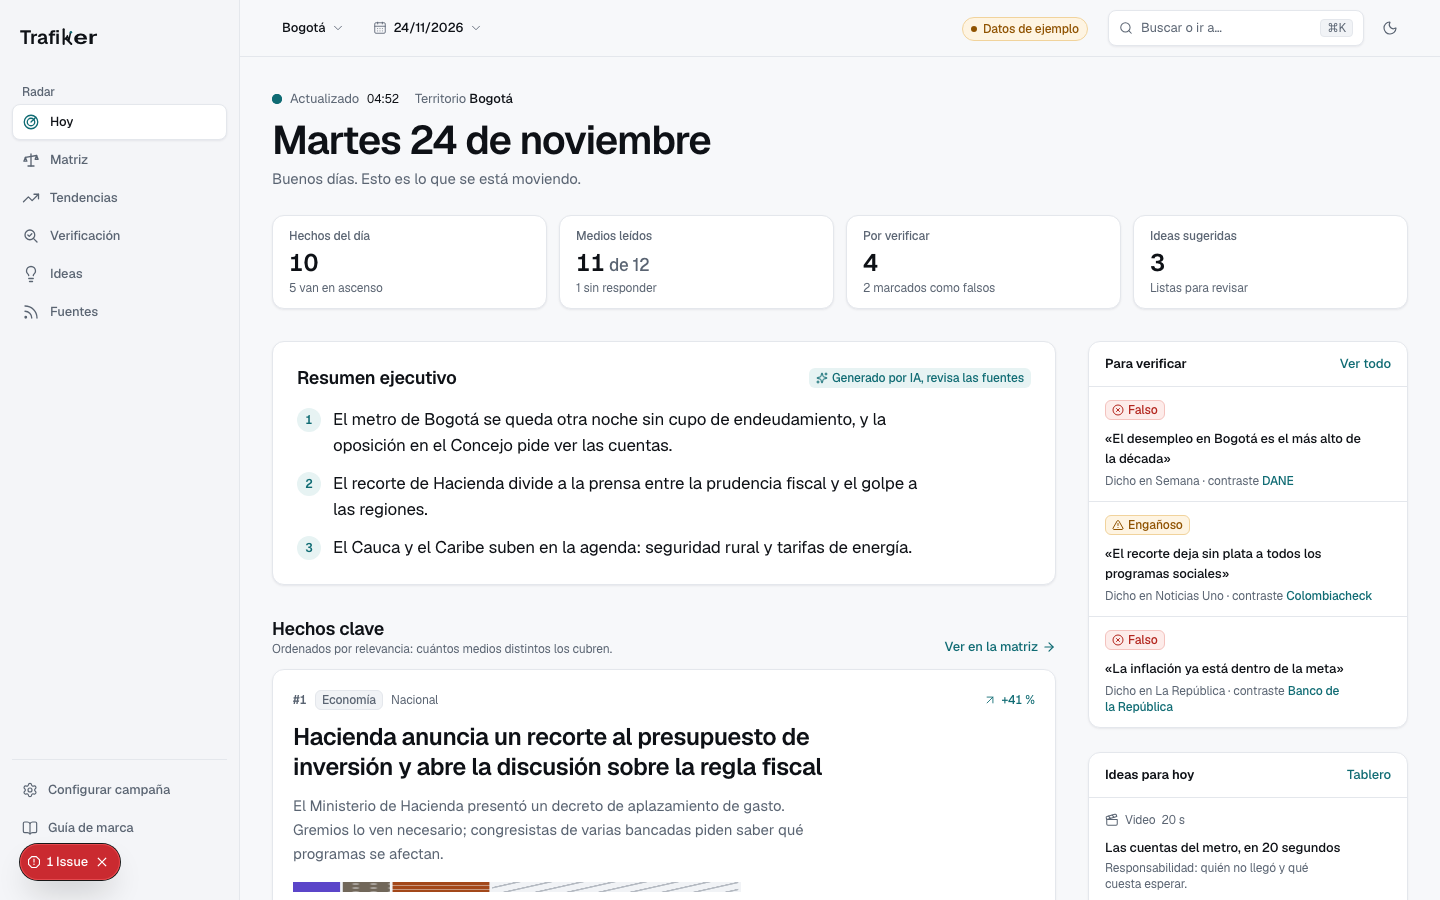 Trafiker
Radar
Hoy
Matriz
Tendencias
Verificación
Ideas
Fuentes
Configurar campaña
Guía de marca
1 Issue
Bogotá
24/11/2026
Datos de ejemplo
Buscar o ir a…
⌘K
Actualizado 04:52 Territorio Bogotá
Martes 24 de noviembre
Buenos días. Esto es lo que se está moviendo.
Hechos del día
10
5 van en ascenso
Medios leídos
11 de 12
1 sin responder
Por verificar
4
2 marcados como falsos
Ideas sugeridas
3
Listas para revisar
Resumen ejecutivo
Generado por IA, revisa las fuentes
1 El metro de Bogotá se queda otra noche sin cupo de endeudamiento, y la
oposición en el Concejo pide ver las cuentas.
2 El recorte de Hacienda divide a la prensa entre la prudencia fiscal y el golpe a
las regiones.
3 El Cauca y el Caribe suben en la agenda: seguridad rural y tarifas de energía.
Hechos clave
Ordenados por relevancia: cuántos medios distintos los cubren.
Ver en la matriz
#1 Economía Nacional
+41 %
Hacienda anuncia un recorte al presupuesto de
inversión y abre la discusión sobre la regla fiscal
El Ministerio de Hacienda presentó un decreto de aplazamiento de gasto.
Gremios lo ven necesario; congresistas de varias bancadas piden saber qué
programas se afectan.
Para verificar
Ver todo
Falso
«El desempleo en Bogotá es el más alto de
la década»
Dicho en Semana · contraste DANE
Engañoso
«El recorte deja sin plata a todos los
programas sociales»
Dicho en Noticias Uno · contraste Colombiacheck
Falso
«La inflación ya está dentro de la meta»
Dicho en La República · contraste Banco de
la República
Ideas para hoy
Tablero
Video 20 s
Las cuentas del metro, en 20 segundos
Responsabilidad: quién no llegó y qué
cuesta esperar.